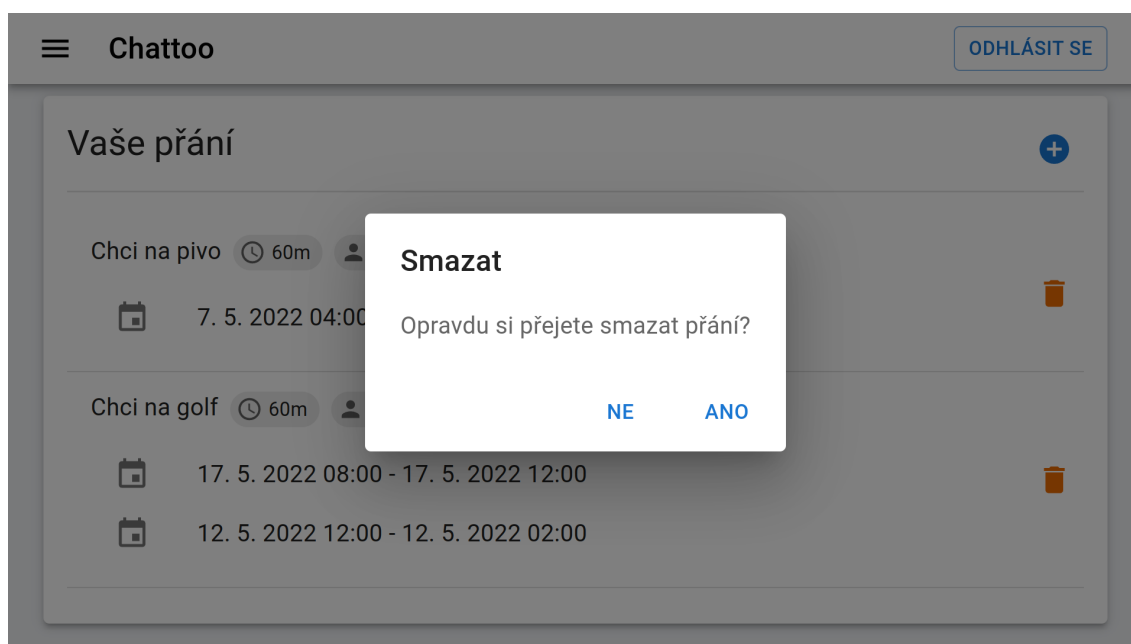 Chattoo
ODHLÁSIT SE
Vaše přání
Chci na pivo 60m
7. 5. 2022 04:00
Smazat
Opravdu si přejete smazat přání?
NE ANO
Chci na golf 60m
17. 5. 2022 08:00 - 17. 5. 2022 12:00
12. 5. 2022 12:00 - 12. 5. 2022 02:00